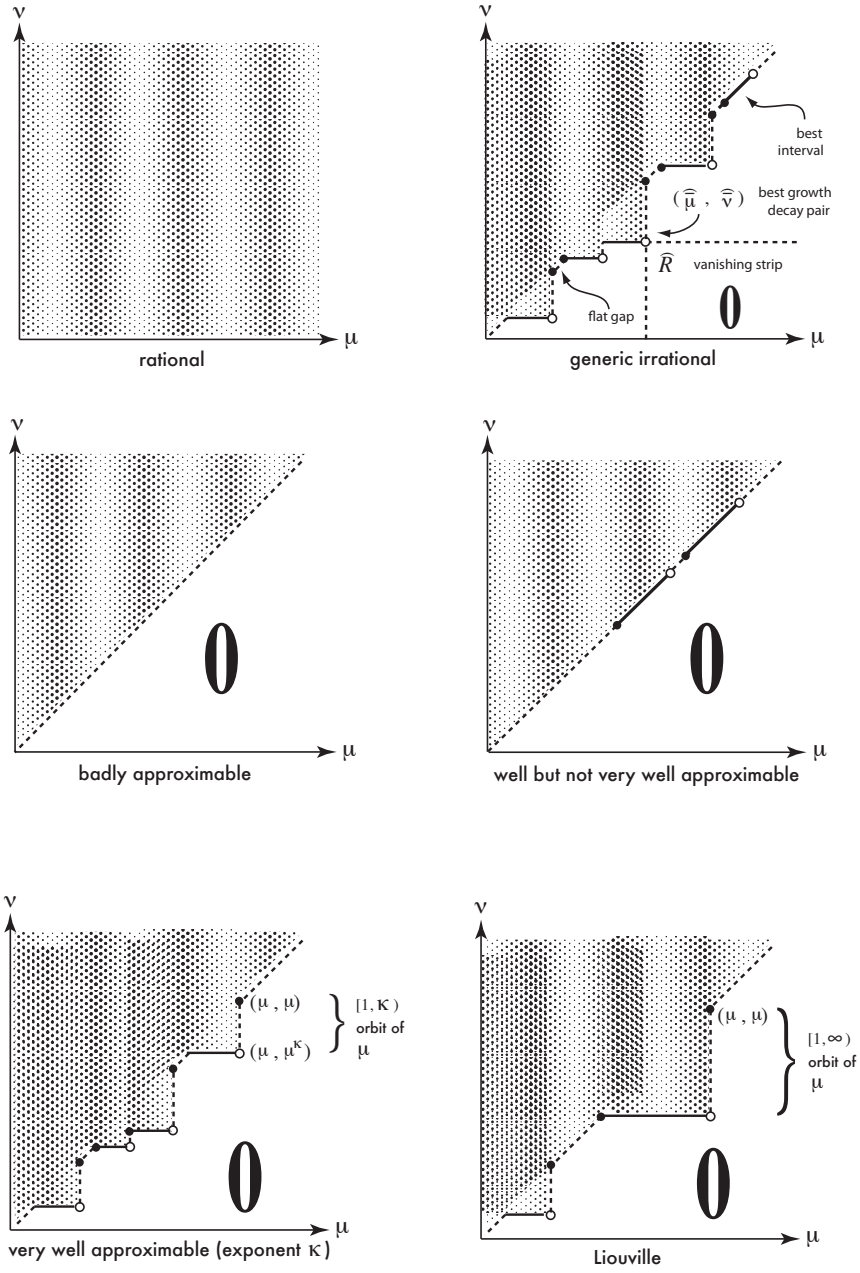 ν
μ
rational
ν
best
interval
(μ̂ , ν̂)
best growth
decay pair
R̂
vanishing strip
flat gap
0
μ
generic irrational
ν
0
μ
badly approximable
ν
0
μ
well but not very well approximable
ν
(μ , μ)
(μ , μ^κ)
[1, κ)
orbit of
μ
0
μ
very well approximable (exponent κ)
ν
(μ , μ)
[1,∞)
orbit of
μ
0
μ
Liouville